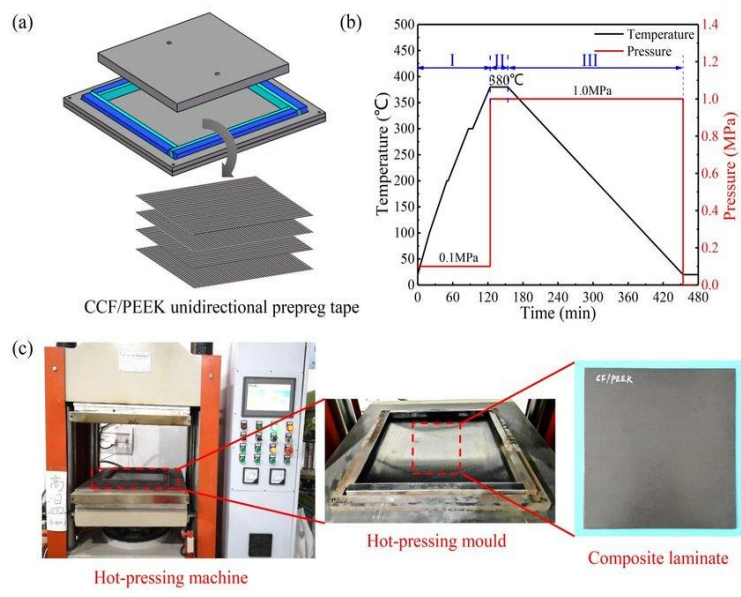 (a)
CCF/PEEK unidirectional prepreg tape
(b)
500
450
400
350
300
250
200
150
100
50
0
Temperature (℃)
0 60 120 180 240 300 360 420 480
Time (min)
1.4
1.2
1.0
0.8
0.6
0.4
0.2
0.0
Pressure (MPa)
Temperature
Pressure
I II III
380℃
1.0MPa
0.1MPa
(c)
CF/PEEK
Hot-pressing machine
Hot-pressing mould
Composite laminate